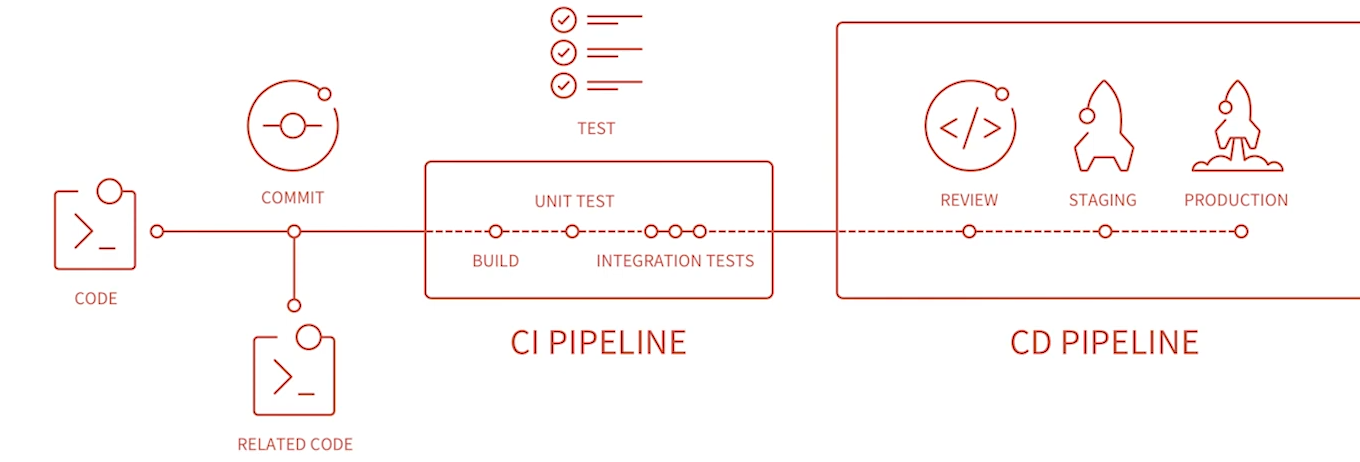 TEST
COMMIT
UNIT TEST
REVIEW
STAGING
PRODUCTION
BUILD
INTEGRATION TESTS
CODE
CI PIPELINE
CD PIPELINE
RELATED CODE